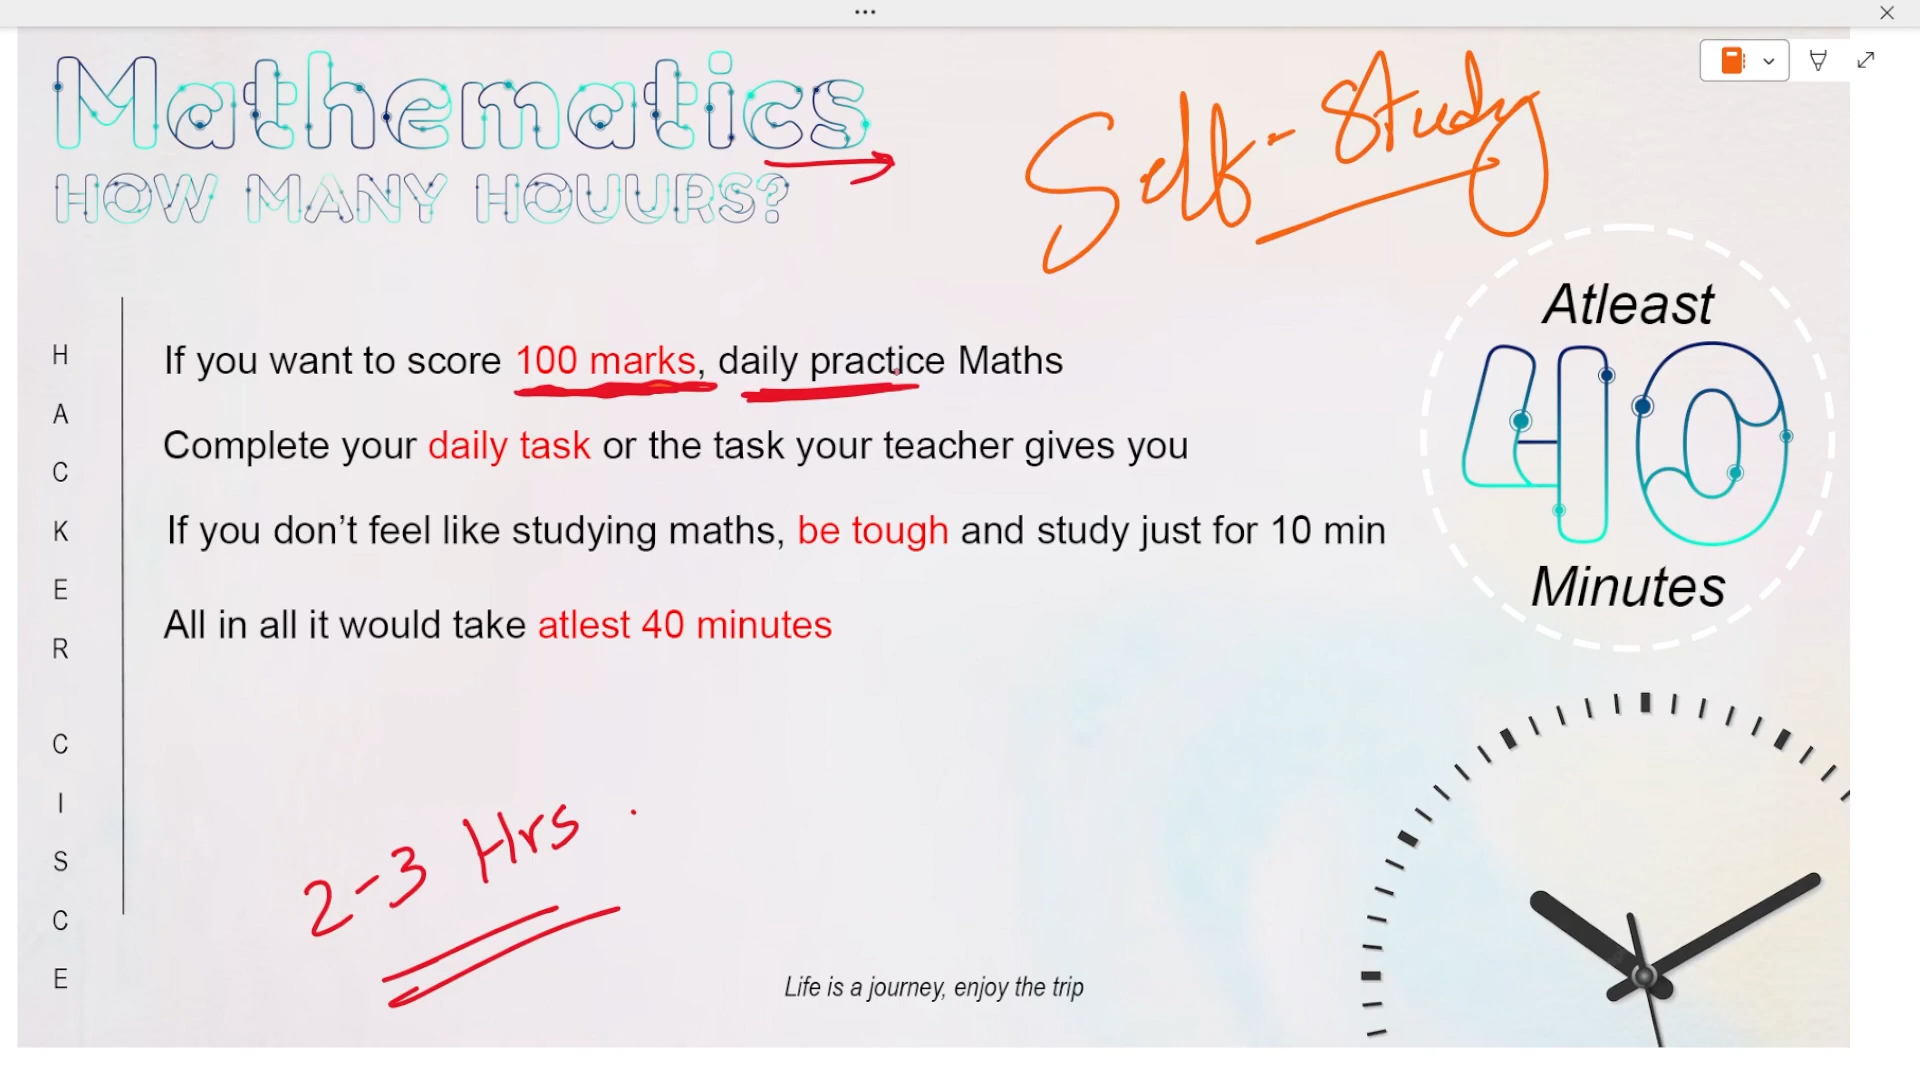 Mathematics
HOW MANY HOUURS?
Self-Study
Atleast
40
Minutes
If you want to score 100 marks, daily practice Maths
Complete your daily task or the task your teacher gives you
If you don’t feel like studying maths, be tough and study just for 10 min
All in all it would take atlest 40 minutes
HACKER CISCE
2-3 Hrs
Life is a journey, enjoy the trip